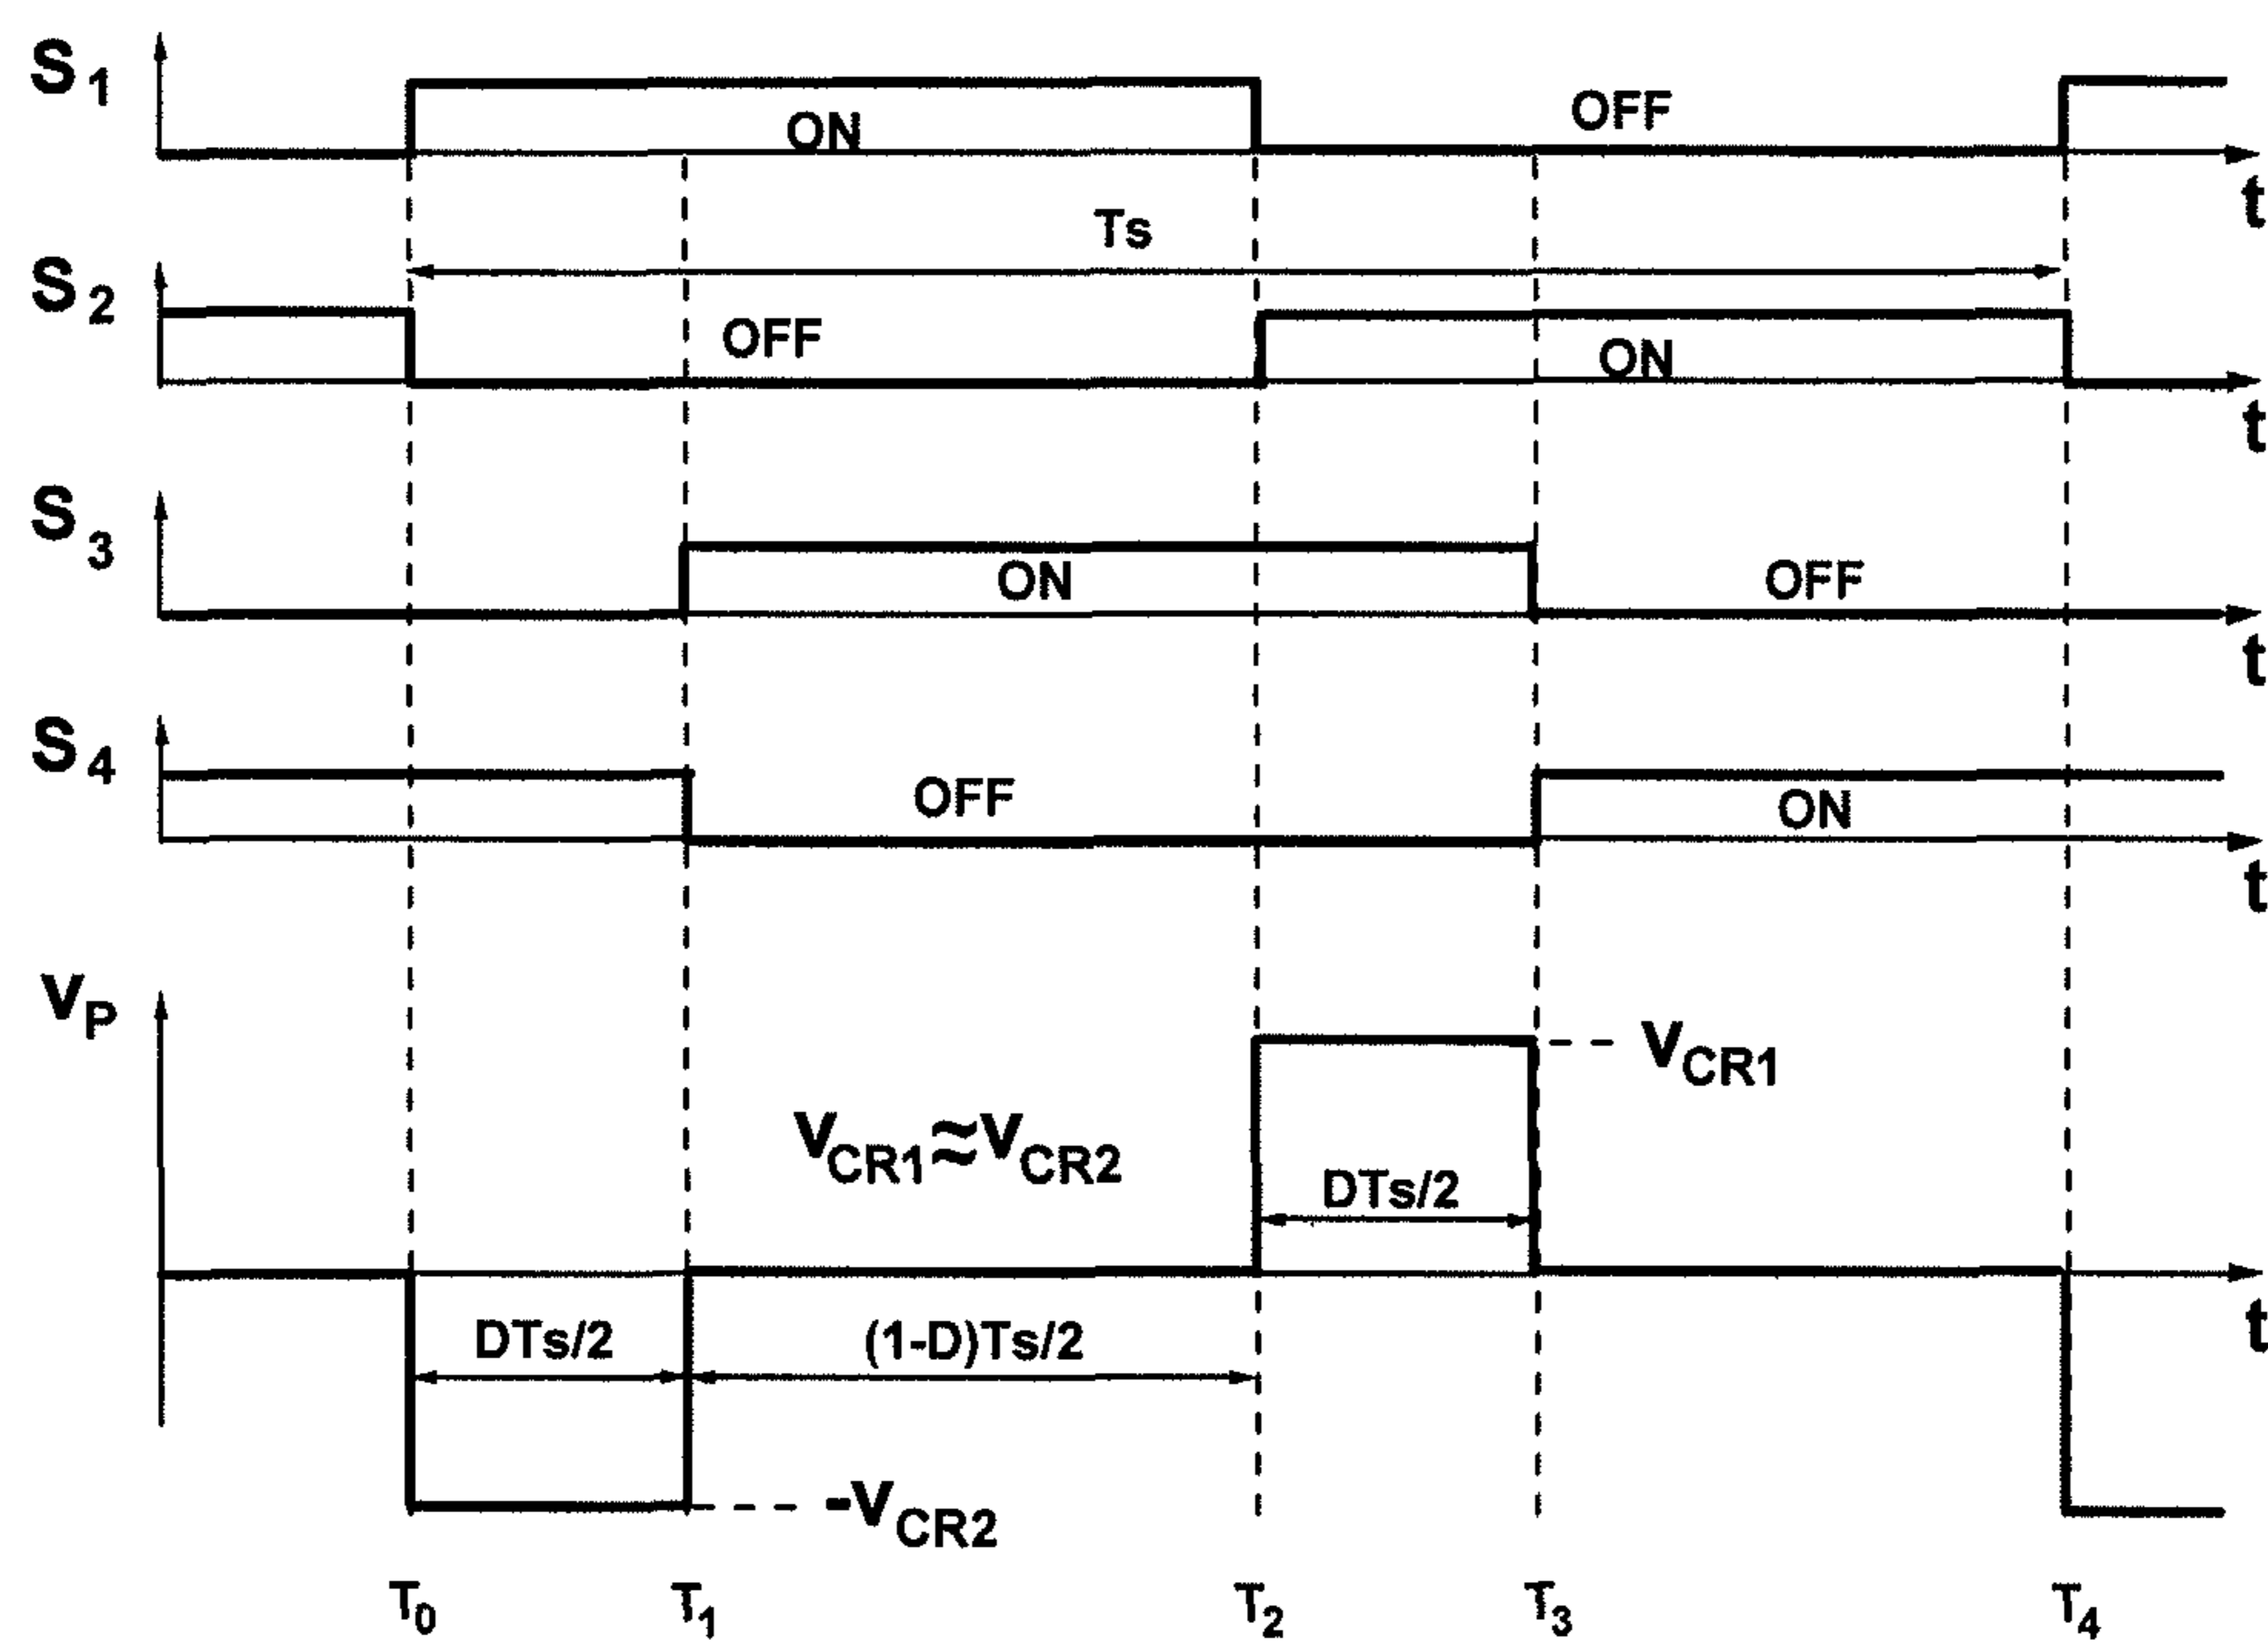 S1
ON
OFF
t
Ts
S2
OFF
ON
t
S3
ON
OFF
t
S4
OFF
ON
t
VP
VCR1
VCR1≈VCR2
DTs/2
t
DTs/2
(1-D)Ts/2
-VCR2
T0
T1
T2
T3
T4